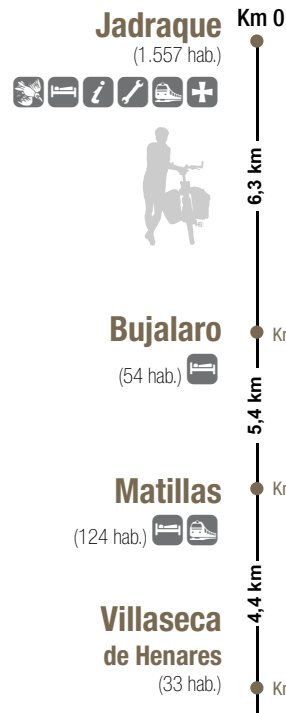 Jadraque Km 0
(1.557 hab.)
6,3 km
Bujalaro
(54 hab.)
5,4 km
Matillas
(124 hab.)
4,4 km
Villaseca
de Henares
(33 hab.)